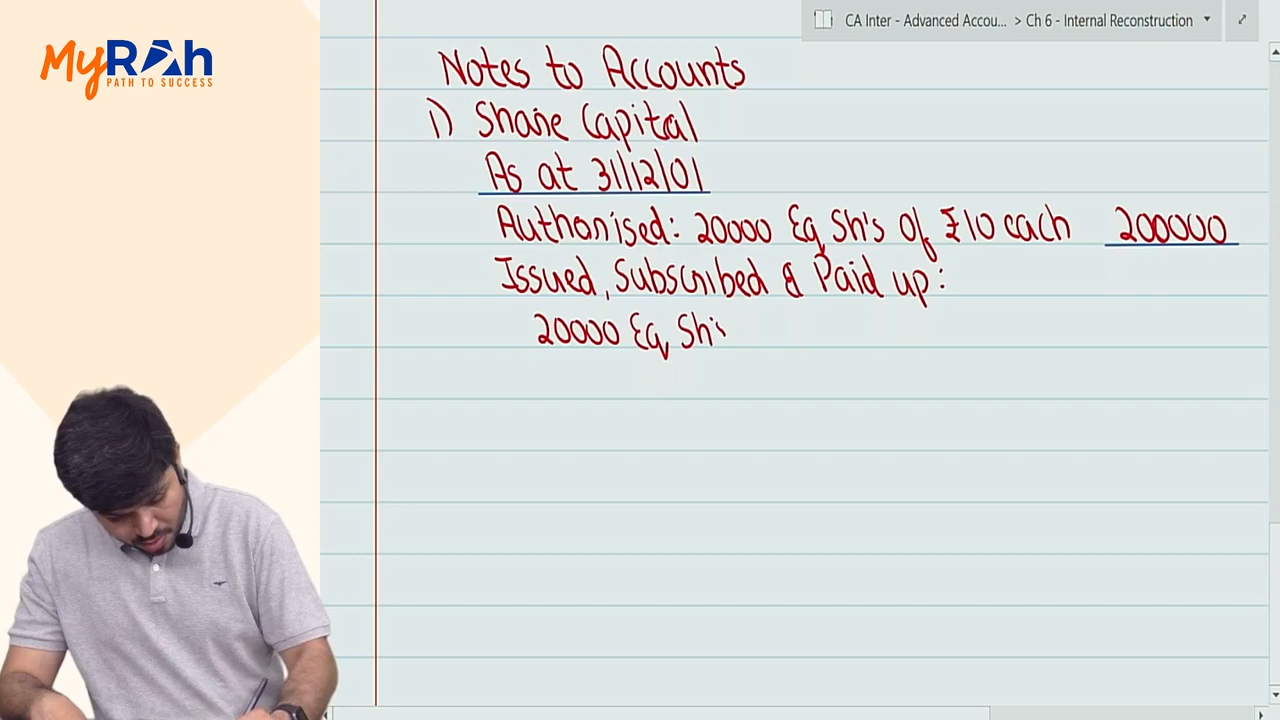 MyRAh
PATH TO SUCCESS
CA Inter - Advanced Accou... > Ch 6 - Internal Reconstruction
Notes to Accounts
1) Share Capital
As at 31/12/01
Authorised: 20000 Eq Sh's of ₹10 each 200000
Issued, Subscribed & Paid up:
20000 Eq Sh's